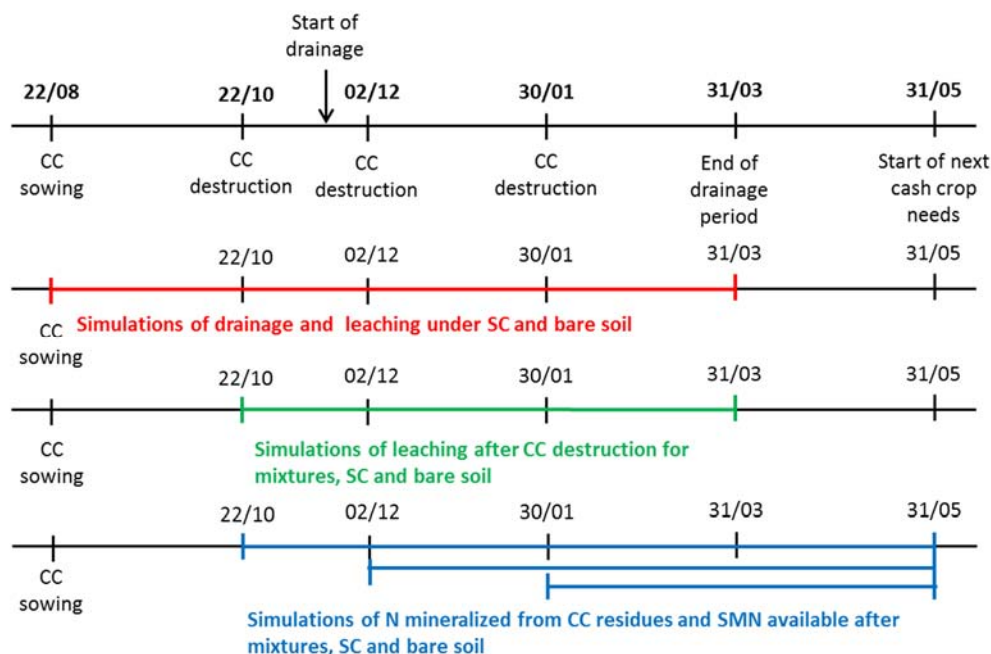 Start of
drainage
22/08 22/10 02/12 30/01 31/03 31/05
CC
sowing
CC
destruction
CC
destruction
CC
destruction
End of
drainage
period
Start of next
cash crop
needs
22/10 02/12 30/01 31/03 31/05
Simulations of drainage and leaching under SC and bare soil
CC
sowing
22/10 02/12 30/01 31/03 31/05
CC
sowing
Simulations of leaching after CC destruction for
mixtures, SC and bare soil
22/10 02/12 30/01 31/03 31/05
CC
sowing
Simulations of N mineralized from CC residues and SMN available after
mixtures, SC and bare soil